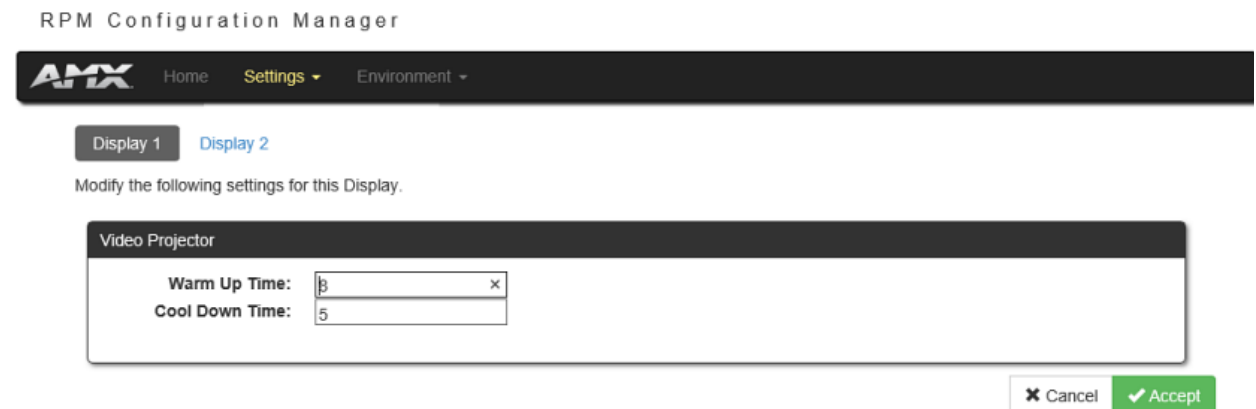 RPM Configuration Manager
AMX Home Settings Environment
Display 1 Display 2
Modify the following settings for this Display.
Video Projector
Warm Up Time: 8 ×
Cool Down Time: 5
✖ Cancel ✔ Accept